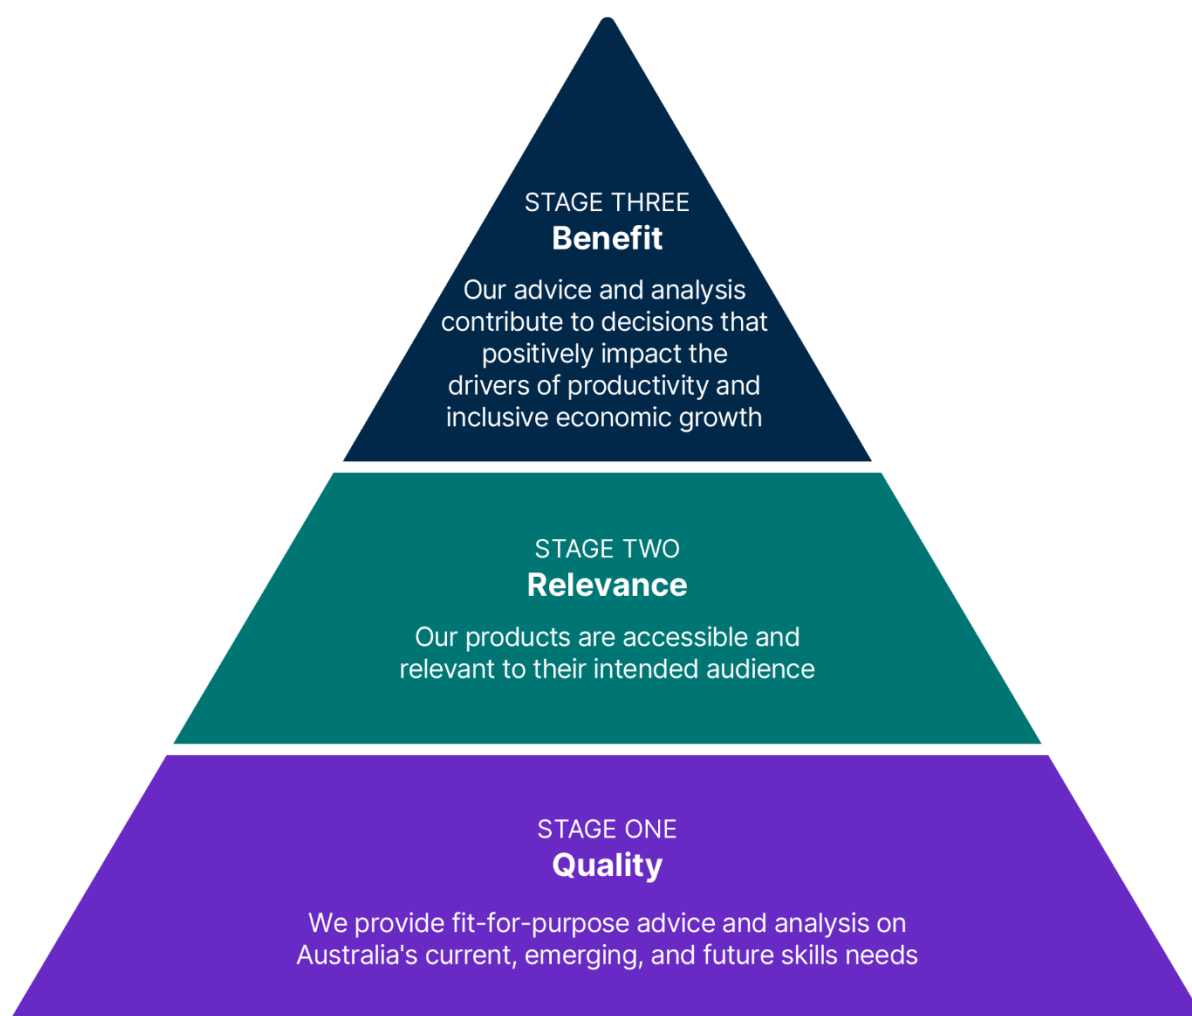 STAGE THREE
Benefit
Our advice and analysis
contribute to decisions that
positively impact the
drivers of productivity and
inclusive economic growth
STAGE TWO
Relevance
Our products are accessible and
relevant to their intended audience
STAGE ONE
Quality
We provide fit-for-purpose advice and analysis on
Australia's current, emerging, and future skills needs